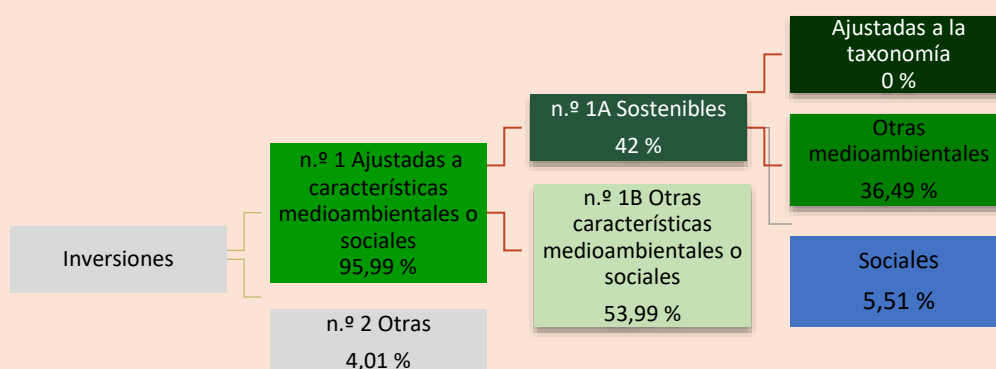 Inversiones
n.º 1 Ajustadas a
características
medioambientales o
sociales
95,99 %
n.º 2 Otras
4,01 %
n.º 1A Sostenibles
42 %
n.º 1B Otras
características
medioambientales o
sociales
53,99 %
Ajustadas a la
taxonomía
0 %
Otras
medioambientales
36,49 %
Sociales
5,51 %